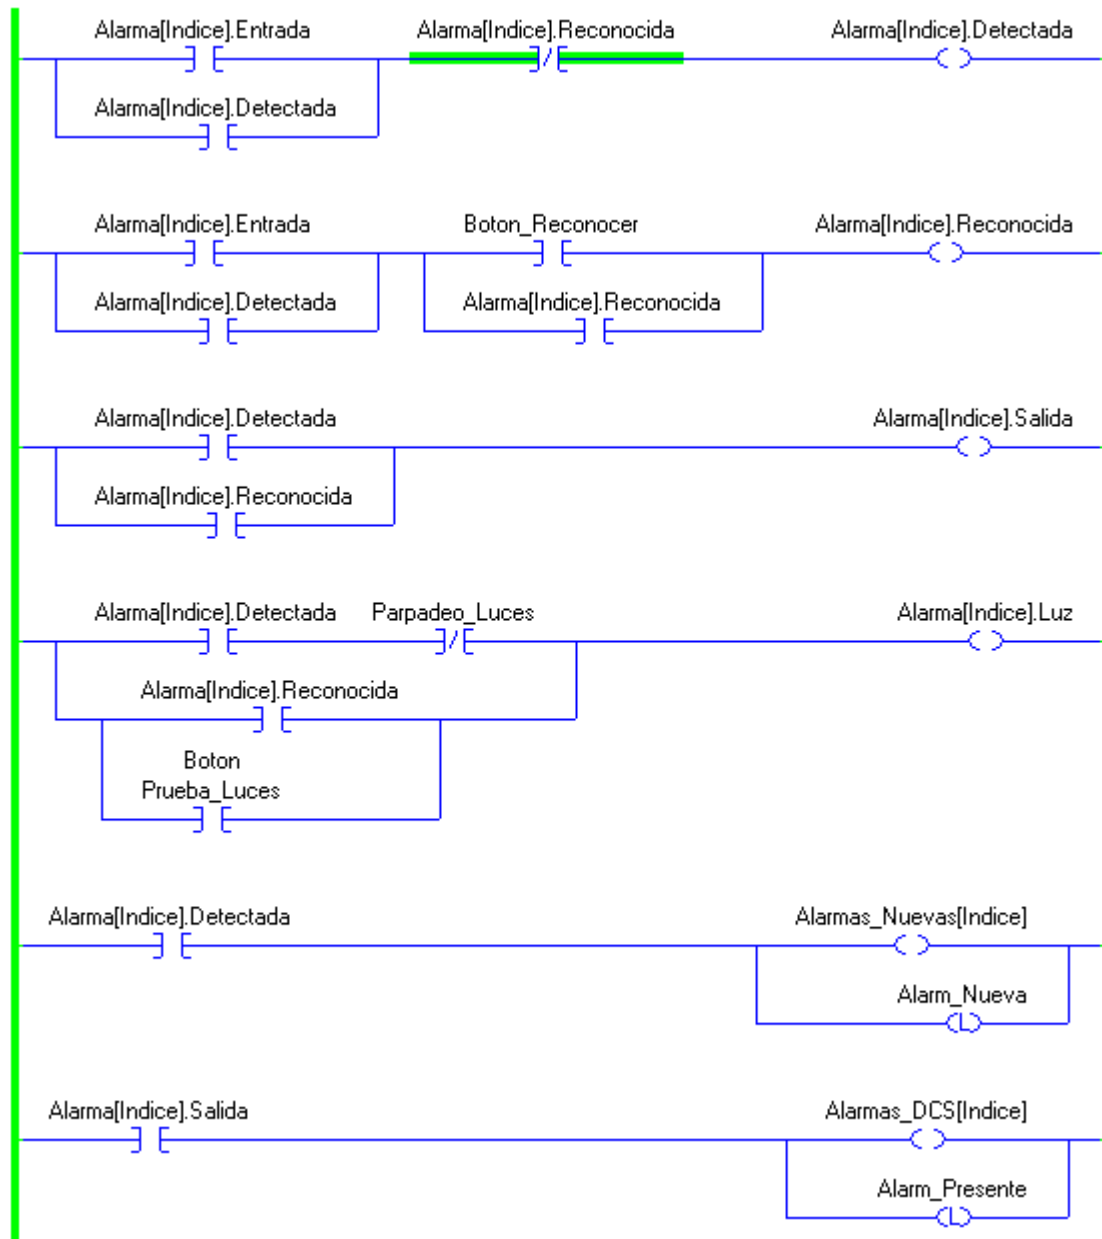 Alarma[Indice].Entrada Alarma[Indice].Reconocida Alarma[Indice].Detectada
Alarma[Indice].Detectada
Alarma[Indice].Entrada Boton_Reconocer Alarma[Indice].Reconocida
Alarma[Indice].Detectada Alarma[Indice].Reconocida
Alarma[Indice].Detectada Alarma[Indice].Salida
Alarma[Indice].Reconocida
Alarma[Indice].Detectada Parpadeo_Luces Alarma[Indice].Luz
Alarma[Indice].Reconocida
Boton
Prueba_Luces
Alarma[Indice].Detectada Alarmas_Nuevas[Indice]
Alarm_Nueva
L
Alarma[Indice].Salida Alarmas_DCS[Indice]
Alarm_Presente
L